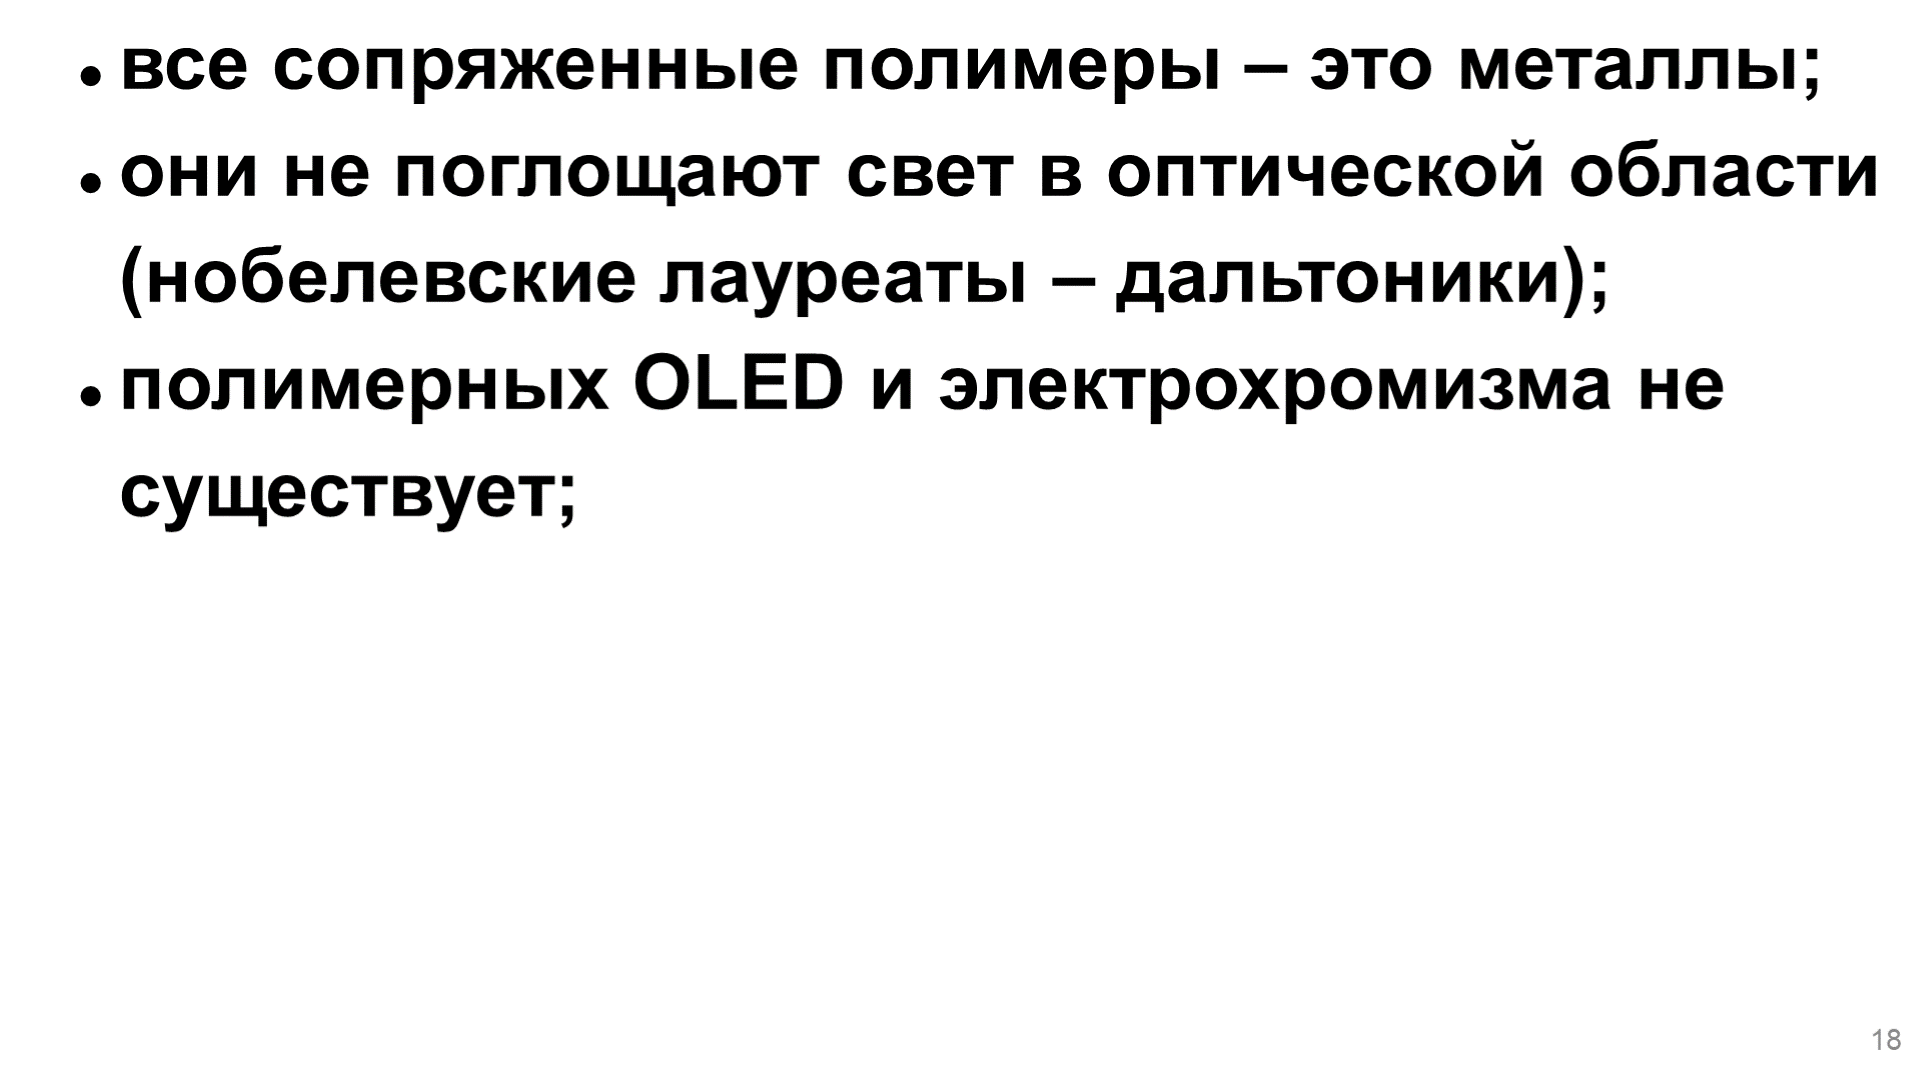 • все сопряженные полимеры – это металлы;
• они не поглощают свет в оптической области
(нобелевские лауреаты – дальтоники);
• полимерных OLED и электрохромизма не
существует;
18